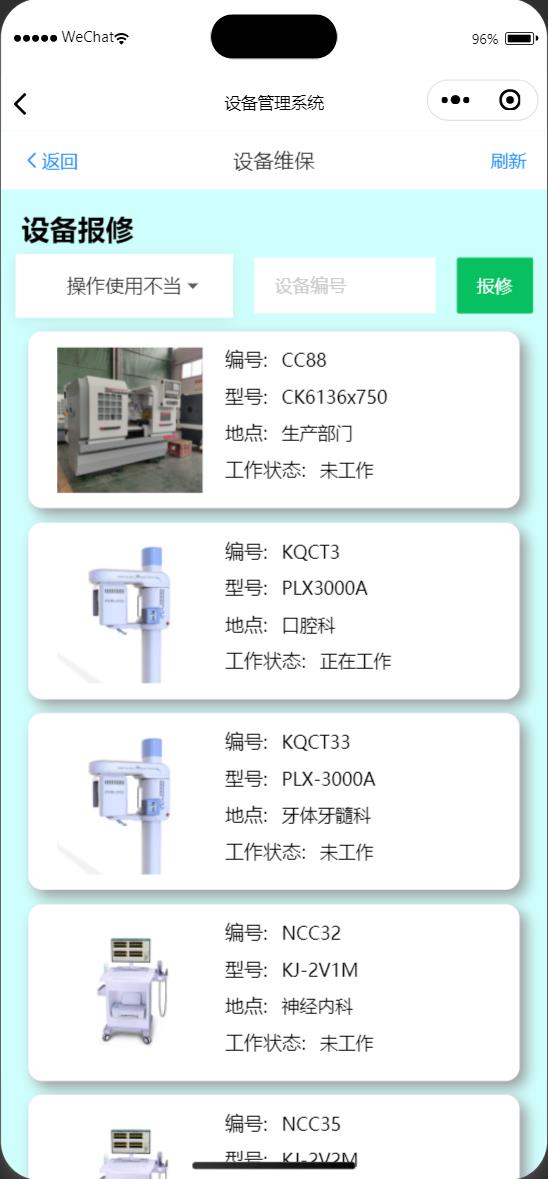 WeChat
96%
设备管理系统
返回
设备维保
刷新
设备报修
操作使用不当
设备编号
报修
编号: CC88
型号: CK6136x750
地点: 生产部门
工作状态: 未工作
编号: KQCT3
型号: PLX3000A
地点: 口腔科
工作状态: 正在工作
编号: KQCT33
型号: PLX-3000A
地点: 牙体牙髓科
工作状态: 未工作
编号: NCC32
型号: KJ-2V1M
地点: 神经内科
工作状态: 未工作
编号: NCC35
型号: KJ-2V2M